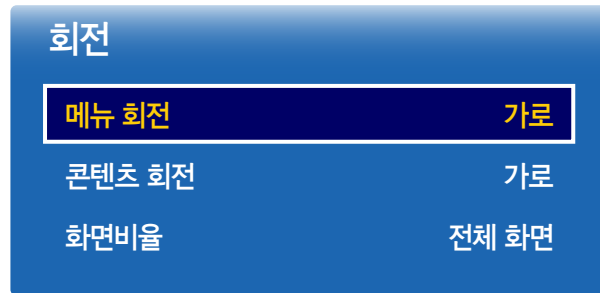 회전
메뉴 회전 가로
콘텐츠 회전 가로
화면비율 전체 화면